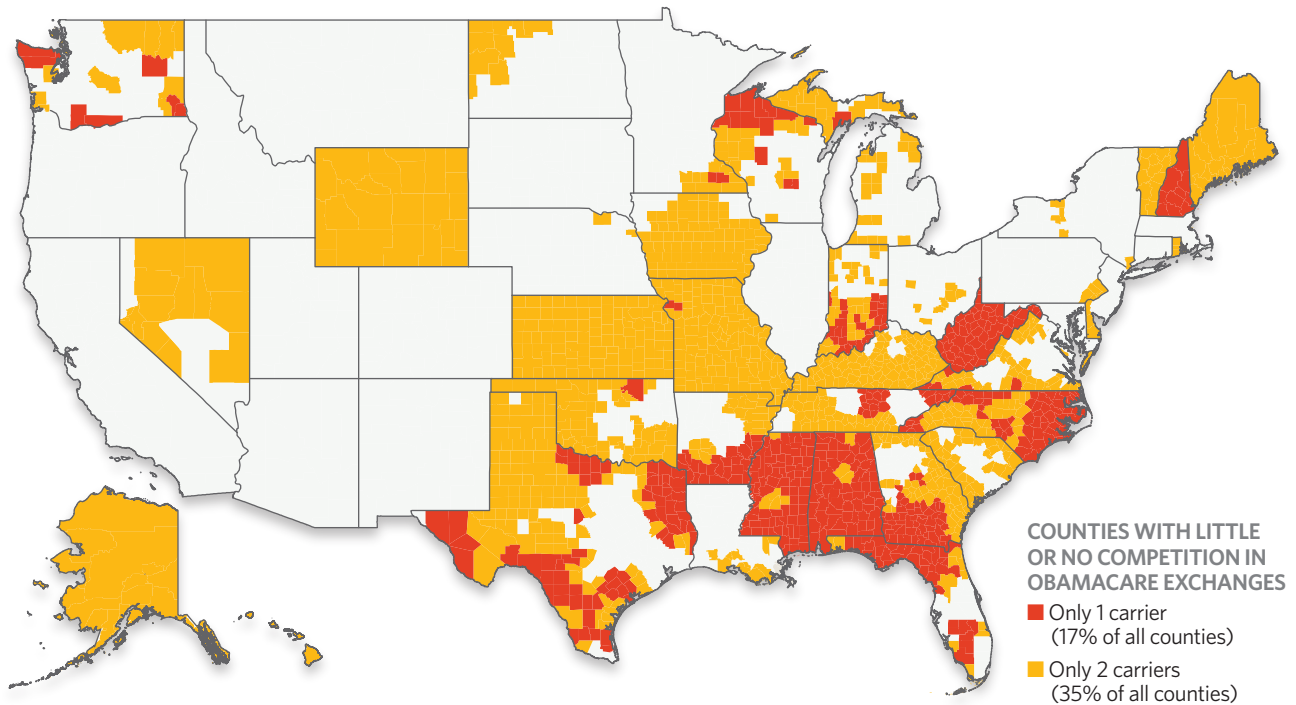 COUNTIES WITH LITTLE
OR NO COMPETITION IN
OBAMACARE EXCHANGES
Only 1 carrier
(17% of all counties)
Only 2 carriers
(35% of all counties)